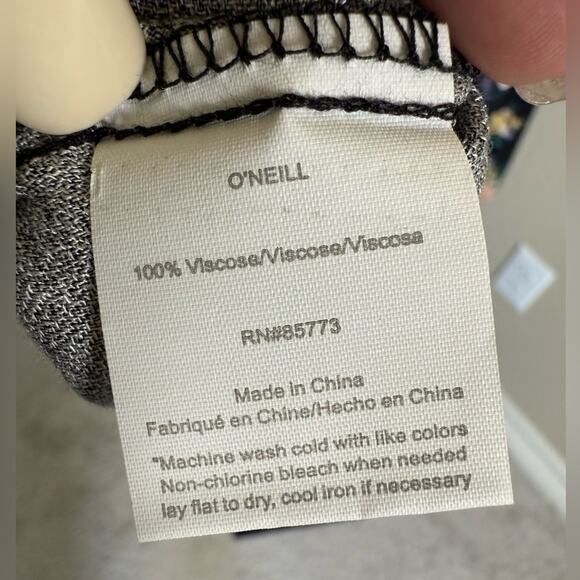 O'NEILL
100% Viscose/Viscose/Viscosa
RN#85773
Made in China
Fabriqué en Chine/Hecho en China
"Machine wash cold with like colors
Non-chlorine bleach when needed
lay flat to dry, cool iron if necessary